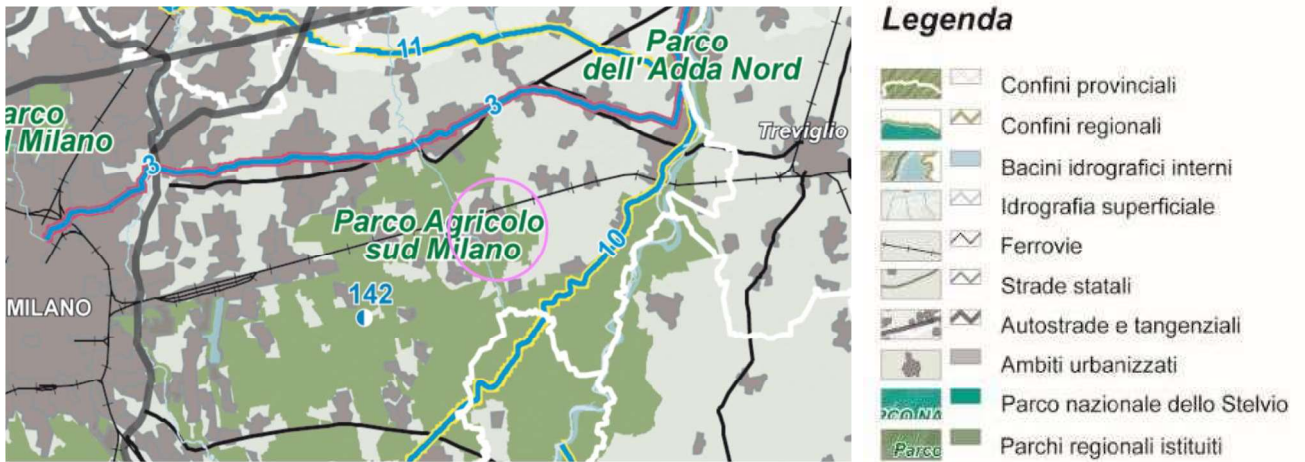 11
Parco
dell'Adda Nord
3
arco
Milano
3
Treviglio
Parco Agricolo
sud Milano
10
142
MILANO
Legenda
Confini provinciali
Confini regionali
Bacini idrografici interni
Idrografia superficiale
Ferrovie
Strade statali
Autostrade e tangenziali
Ambiti urbanizzati
Parco nazionale dello Stelvio
Parco
Parchi regionali istituiti